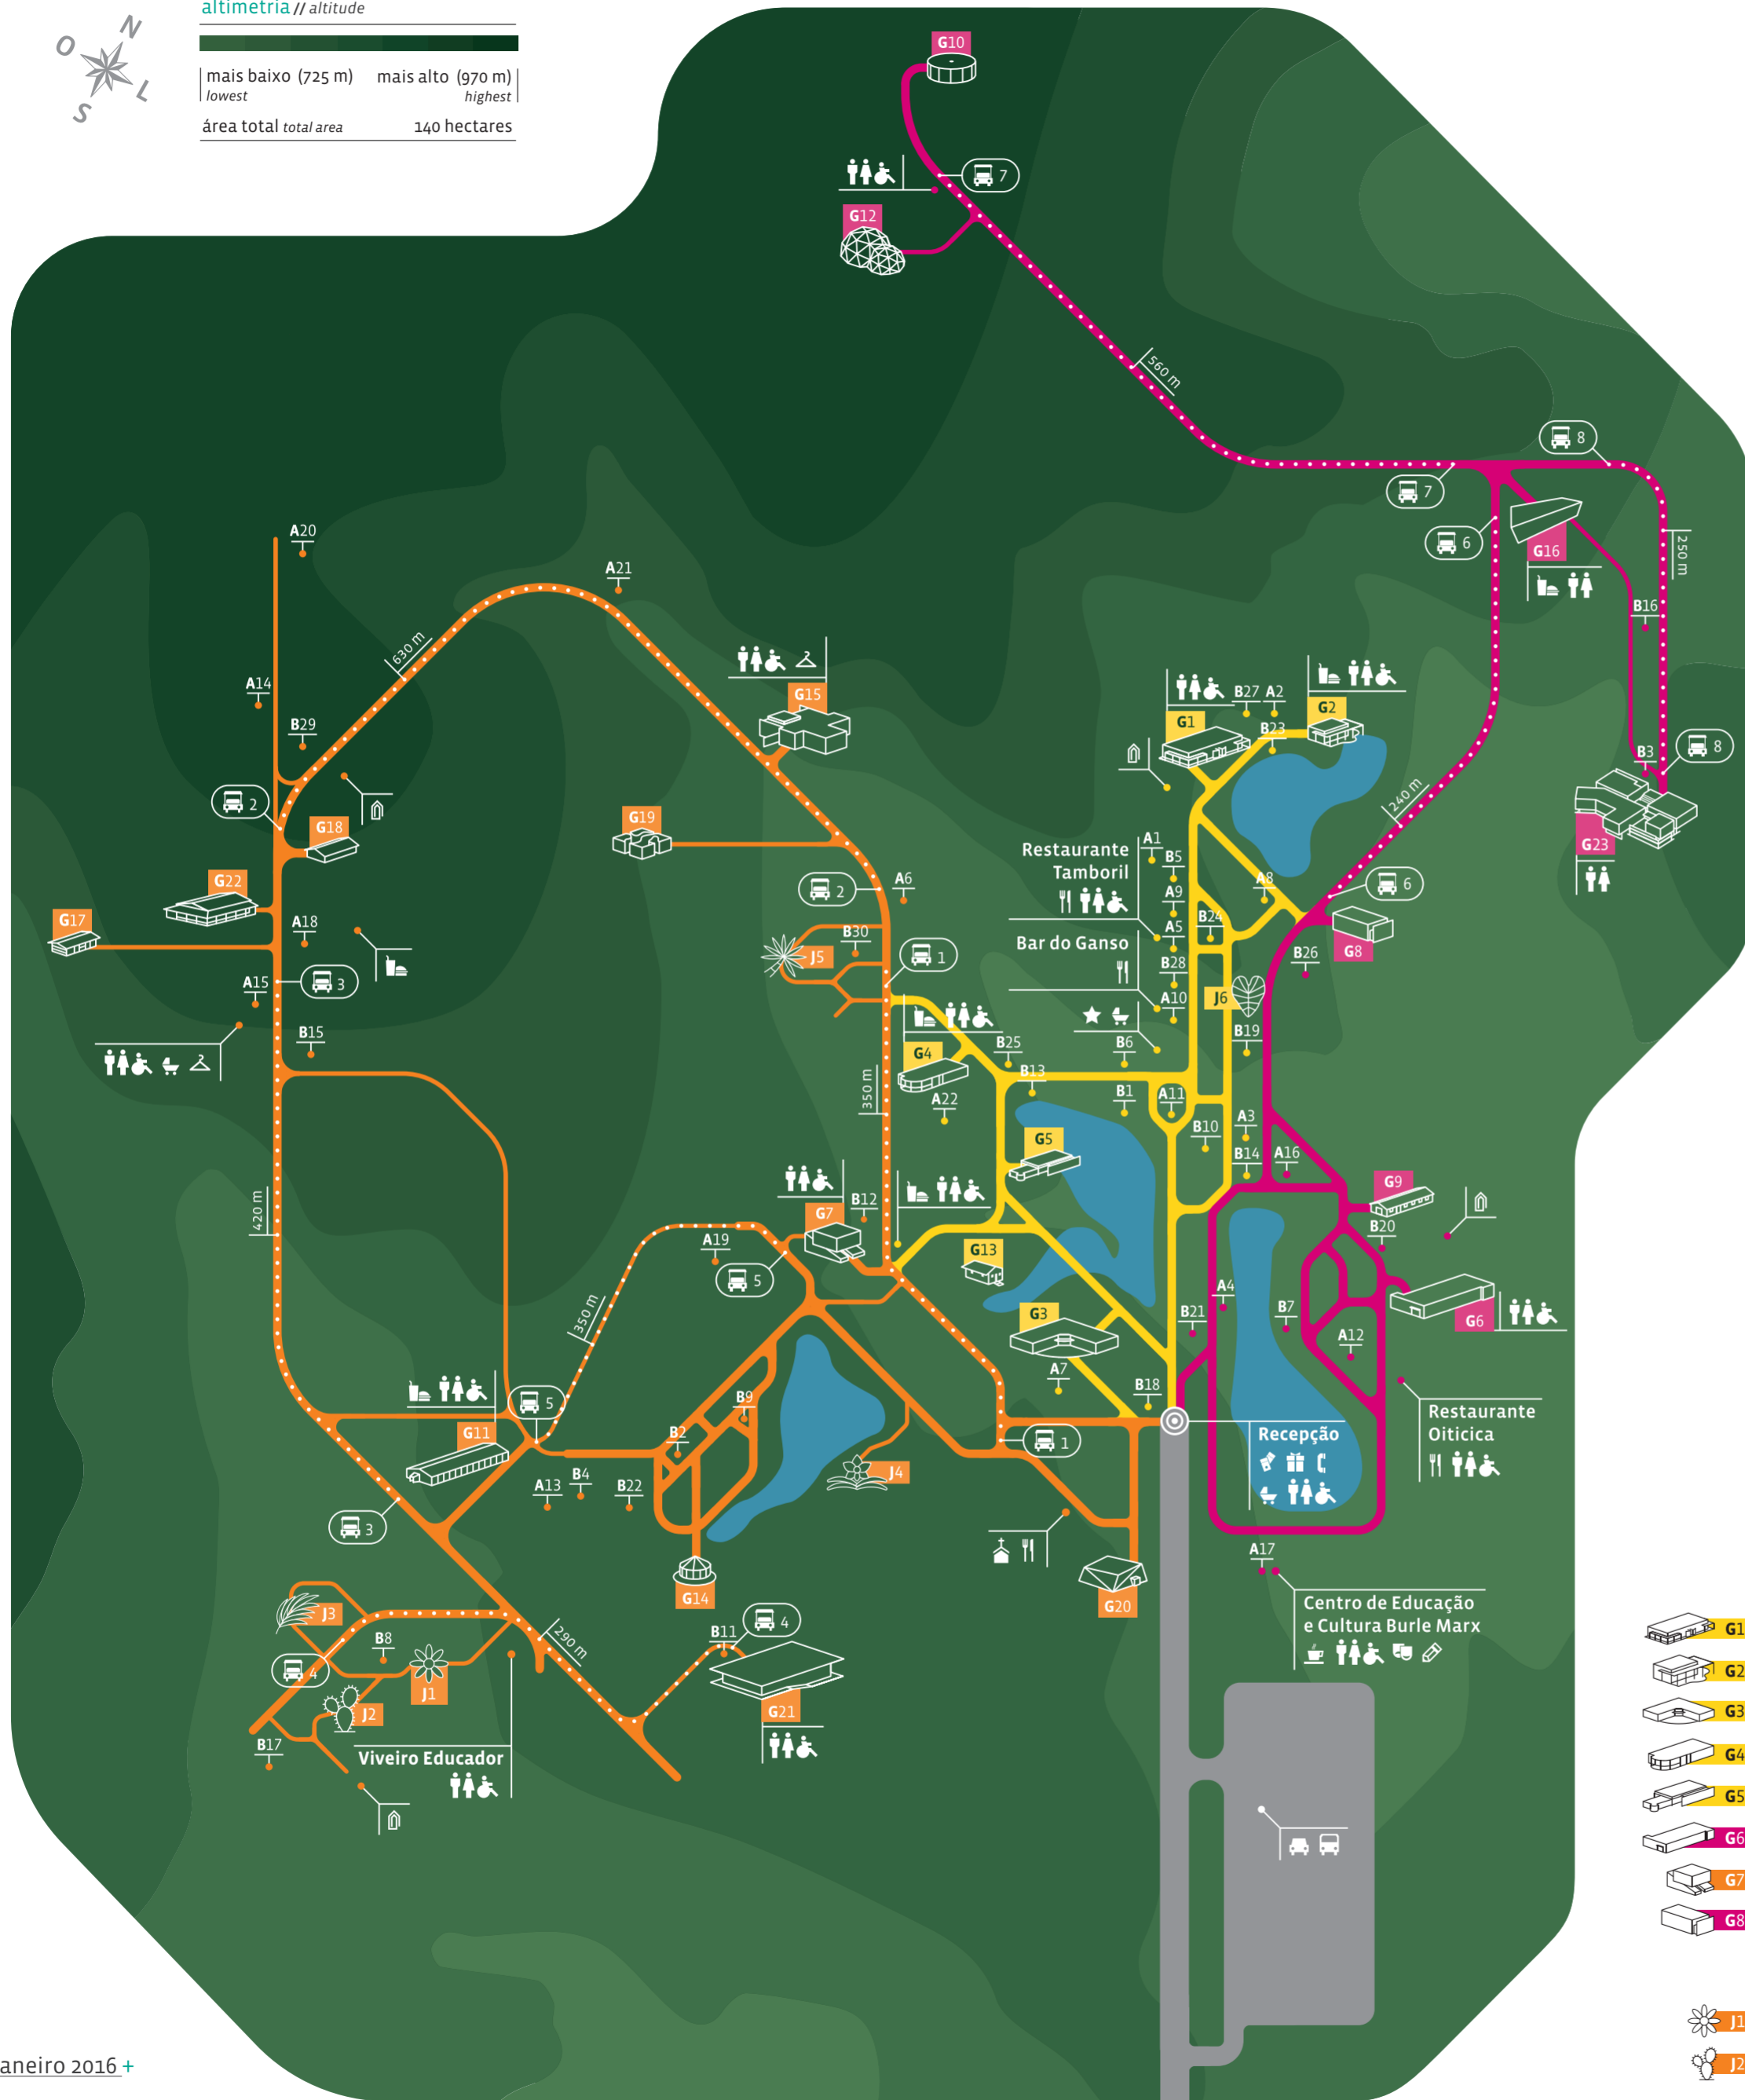 altimetria // altitude
N
O
L
S
mais baixo (725 m) mais alto (970 m)
lowest highest
área total total area 140 hectares
G10
7
G12
560 m
8
7
6
G16
250 m
B16
A20
A21
630 m
A14
G15
B27 A2
G2
G1
B23
B29
B3
8
2
G18
G19
240 m
G23
Restaurante
Tamboril
A1
B5
G22
2
A6
A8
6
A9
G17
A18
B24
A5
B30
Bar do Ganso
G8
J5
1
B28
B26
A15
3
A10
J6
B15
B25
B6
B19
G4
B13
350 m
A22
B1
A11
A3
B10
G5
B14
A16
420 m
G9
B12
G7
B20
A19
G13
5
A4
350 m
G3
B21
B7
G6
A12
A7
B18
5
B9
Restaurante
Oiticica
G11
B2
1
Recepção
J4
A13
B4
B22
3
A17
G14
G20
Centro de Educação
e Cultura Burle Marx
J3
4
B8
B11
290 m
4
J1
G21
J2
B17
Viveiro Educador
G1
G2
G3
G4
G5
G6
G7
G8
J1
J2
aneiro 2016 +